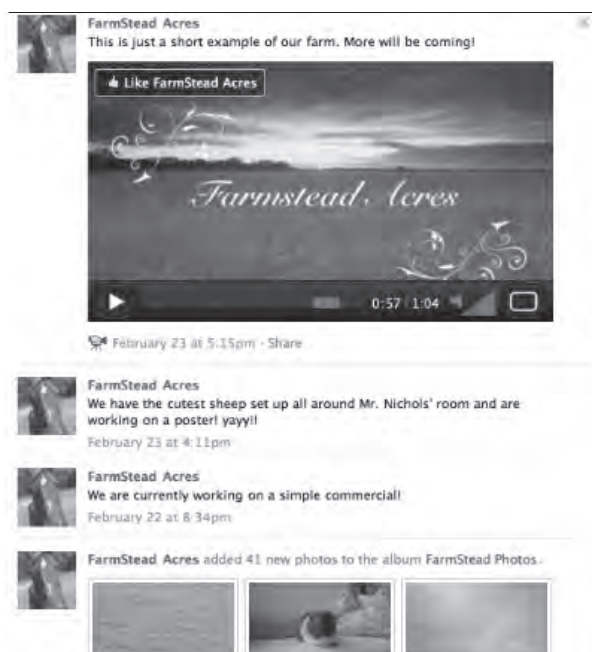 FarmStead Acres
This is just a short example of our farm. More will be coming!
Like FarmStead Acres
Farmstead Acres
0:57 1:04
February 23 at 5:15pm · Share
FarmStead Acres
We have the cutest sheep set up all around Mr. Nichols' room and are
working on a poster! yayy!!
February 23 at 4:11pm
FarmStead Acres
We are currently working on a simple commercial!
February 22 at 8:34pm
FarmStead Acres added 41 new photos to the album FarmStead Photos.